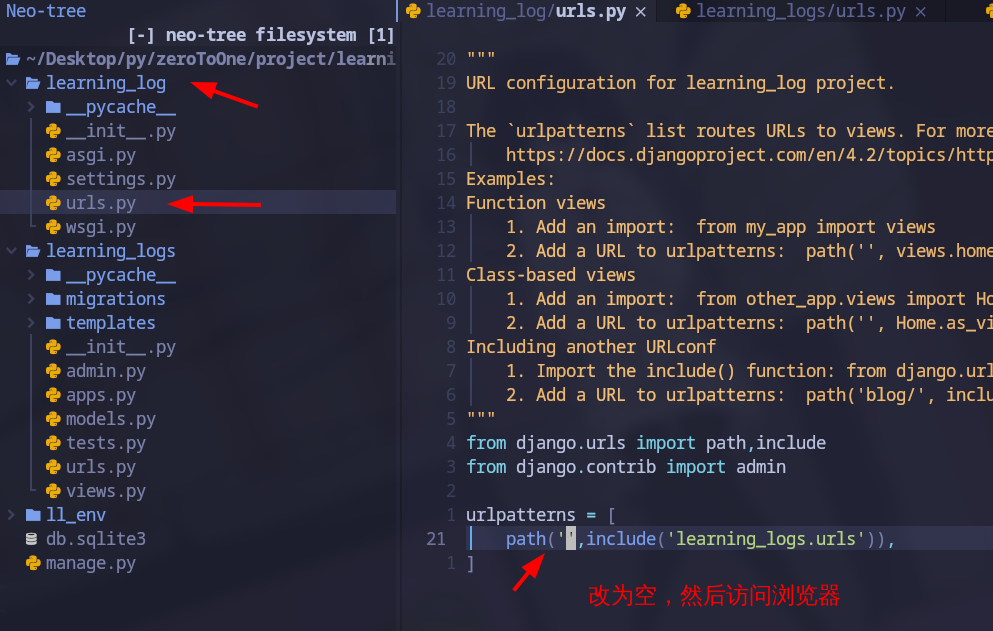 Neo-tree
[-] neo-tree filesystem [1]
~/Desktop/py/zeroToOne/project/learni
learning_log
__pycache__
__init__.py
asgi.py
settings.py
urls.py
wsgi.py
learning_logs
__pycache__
migrations
templates
__init__.py
admin.py
apps.py
models.py
tests.py
urls.py
views.py
ll_env
db.sqlite3
manage.py
learning_log/urls.py × learning_logs/urls.py ×
20 """
19 URL configuration for learning_log project.
18
17 The `urlpatterns` list routes URLs to views. For more
16 https://docs.djangoproject.com/en/4.2/topics/http
15 Examples:
14 Function views
13 1. Add an import:  from my_app import views
12 2. Add a URL to urlpatterns:  path('', views.home
11 Class-based views
10 1. Add an import:  from other_app.views import Ho
9 2. Add a URL to urlpatterns:  path('', Home.as_vi
8 Including another URLconf
7 1. Import the include() function: from django.url
6 2. Add a URL to urlpatterns:  path('blog/', inclu
5 """
4 from django.urls import path,include
3 from django.contrib import admin
2
1 urlpatterns = [
21 path('',include('learning_logs.urls')),
1 ]
改为空，然后访问浏览器